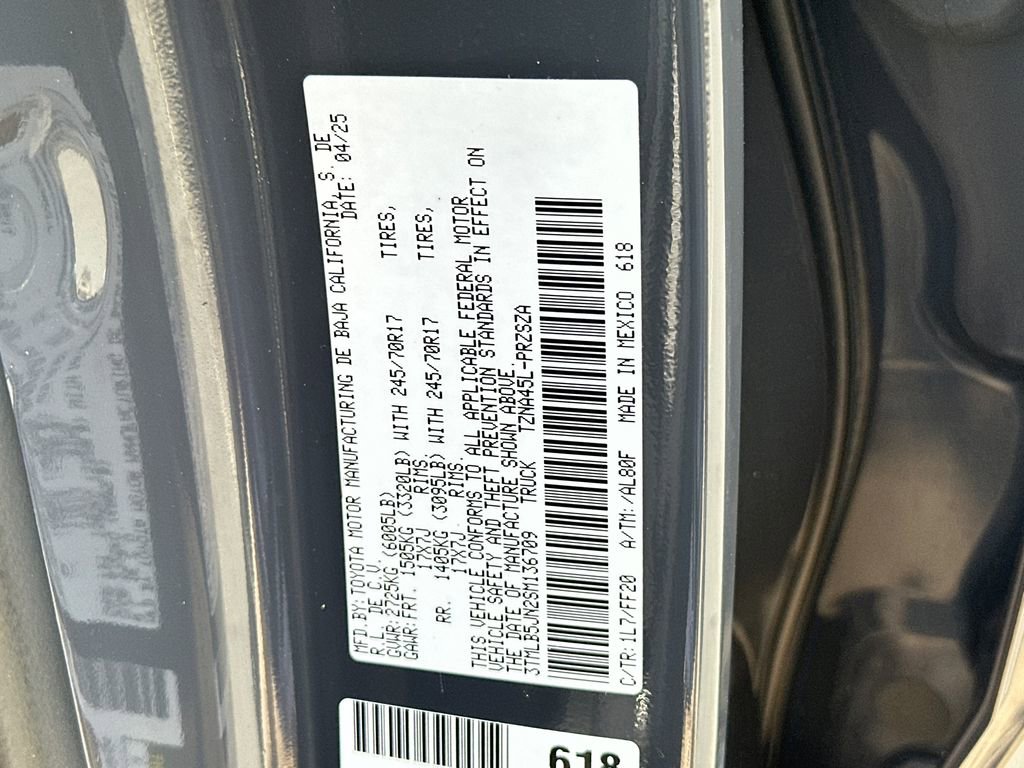 MFD BY: TOYOTA MOTOR MANUFACTURING DE BAJA CALIFORNIA, S. DE
R.L. DE C.V. DATE: 04/25
GVWR: 2725KG (6005LB)
GAWR: FRT. 1505KG (3320LB) WITH 245/70R17 TIRES,
17X7J RIMS,
RR. 1405KG (3095LB) WITH 245/70R17 TIRES,
17X7J RIMS.
THIS VEHICLE CONFORMS TO ALL APPLICABLE FEDERAL MOTOR
VEHICLE SAFETY AND THEFT PREVENTION STANDARDS IN EFFECT ON
THE DATE OF MANUFACTURE SHOWN ABOVE.
3TMLB5JN2SM136709 TRUCK TZNA45L-PRZSZA
C/TR: 1L7/FF20 A/TM: /AL80F MADE IN MEXICO 618
618